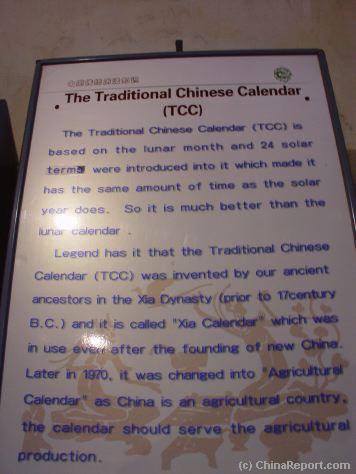 The Traditional Chinese Calendar
(TCC)
The Traditional Chinese Calendar (TCC) is
based on the lunar month and 24 solar
terms were introduced into it which made it
has the same amount of time as the solar
year does. So it is much better than the
lunar calendar .
Legend has it that the Traditional Chinese
Calendar (TCC) was invented by our ancient
ancestors in the Xia Dynasty (prior to 17century
B.C.) and it is called "Xia Calendar" which was
in use even after the founding of new China.
Later in 1970, it was changed into "Agricultural
Calendar" as China is an agricultural country,
the calendar should serve the agricultural
production.
(c) ChinaReport.com